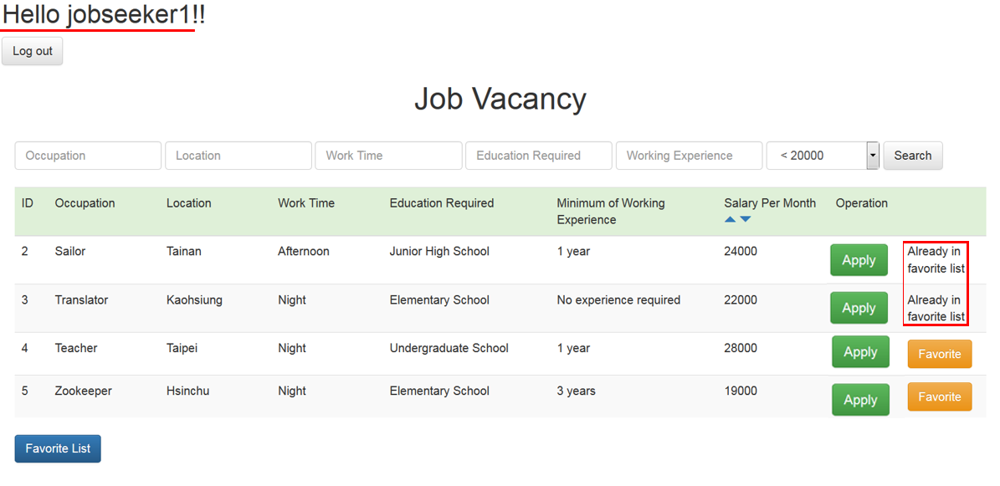 Hello jobseeker1!!
Log out
Job Vacancy
Occupation Location Work Time Education Required Working Experience < 20000 Search
ID Occupation Location Work Time Education Required Minimum of Working Experience Salary Per Month Operation
2 Sailor Tainan Afternoon Junior High School 1 year 24000 Apply Already in favorite list
3 Translator Kaohsiung Night Elementary School No experience required 22000 Apply Already in favorite list
4 Teacher Taipei Night Undergraduate School 1 year 28000 Apply Favorite
5 Zookeeper Hsinchu Night Elementary School 3 years 19000 Apply Favorite
Favorite List